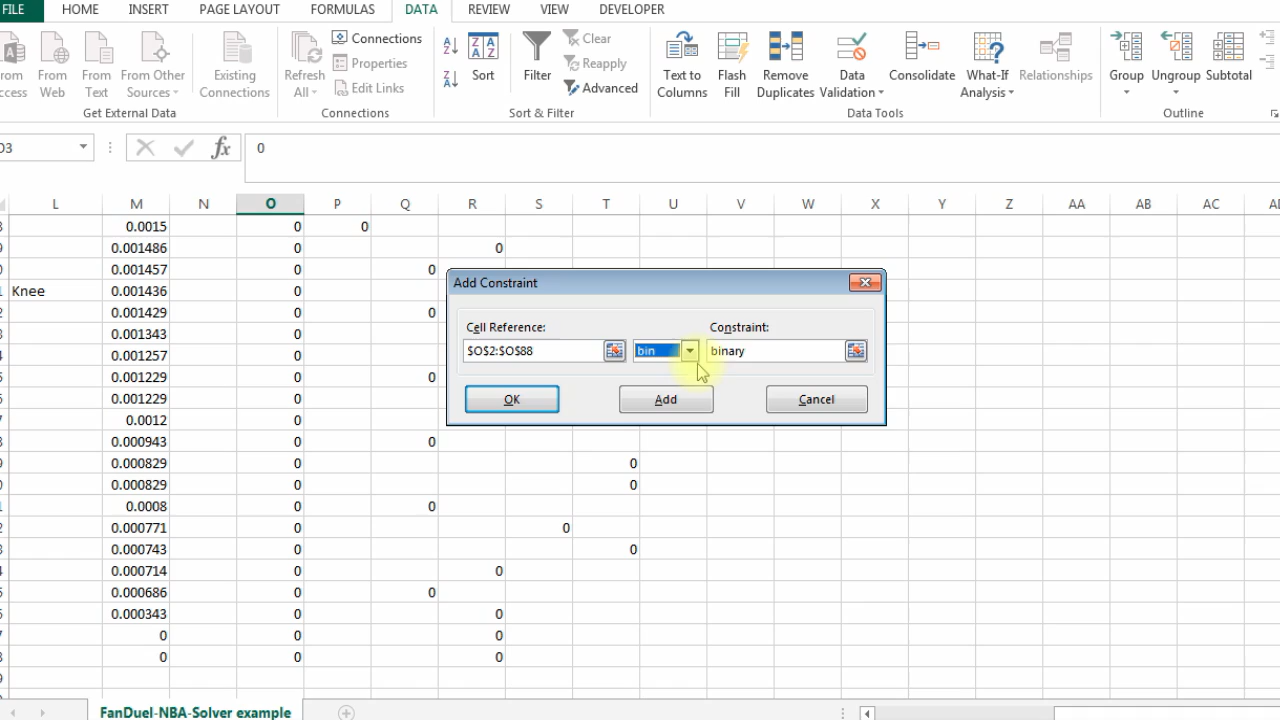 FILE HOME INSERT PAGE LAYOUT FORMULAS DATA REVIEW VIEW DEVELOPER
Connections
Properties
Edit Links
From Web
From Text
From Other Sources
Existing Connections
Refresh All
Sort
Filter
Clear
Reapply
Advanced
Text to Columns
Flash Fill
Remove Duplicates
Data Validation
Consolidate
What-If Analysis
Relationships
Group
Ungroup
Subtotal
Get External Data
Connections
Sort & Filter
Data Tools
Outline
fx 0
L M N O P Q R S T U V W X Y Z AA AB AC
0.0015 0 0
0.001486 0 0
0.001457 0 0
Knee 0.001436 0
0.001429 0 0
0.001343 0
0.001257 0
0.001229 0 0
0.001229 0
0.0012 0
0.000943 0 0
0.000829 0 0
0.000829 0 0
0.0008 0 0
0.000771 0 0
0.000743 0 0
0.000714 0 0
0.000686 0 0
0.000343 0 0
0 0 0
0 0 0
Add Constraint
Cell Reference: Constraint:
$O$2:$O$88 bin binary
OK Add Cancel
FanDuel-NBA-Solver example